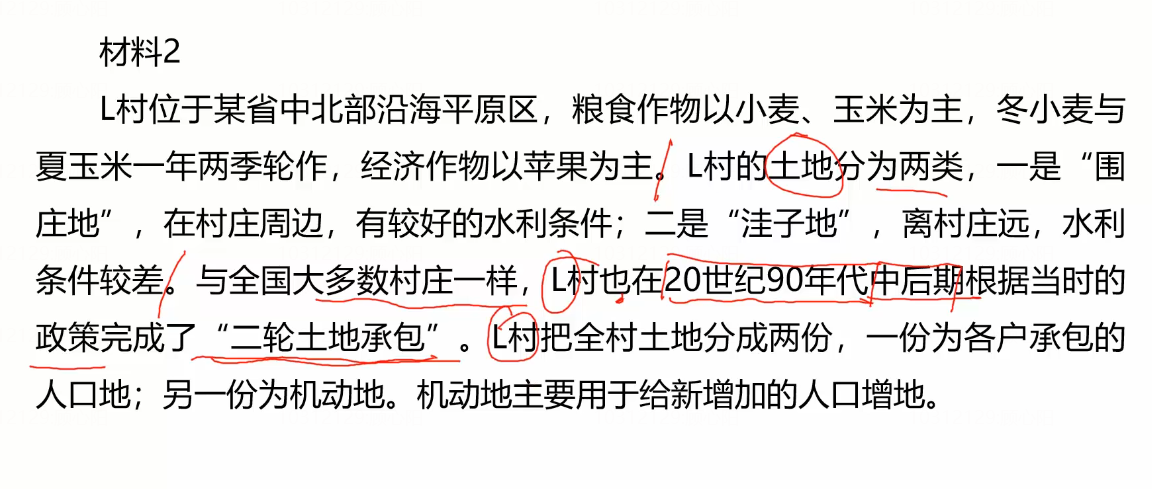 材料2
L村位于某省中北部沿海平原区，粮食作物以小麦、玉米为主，冬小麦与
夏玉米一年两季轮作，经济作物以苹果为主。L村的土地分为两类，一是“围
庄地”，在村庄周边，有较好的水利条件；二是“洼子地”，离村庄远，水利
条件较差。与全国大多数村庄一样，L村也在20世纪90年代中后期根据当时的
政策完成了“二轮土地承包”。L村把全村土地分成两份，一份为各户承包的
人口地；另一份为机动地。机动地主要用于给新增加的人口增地。